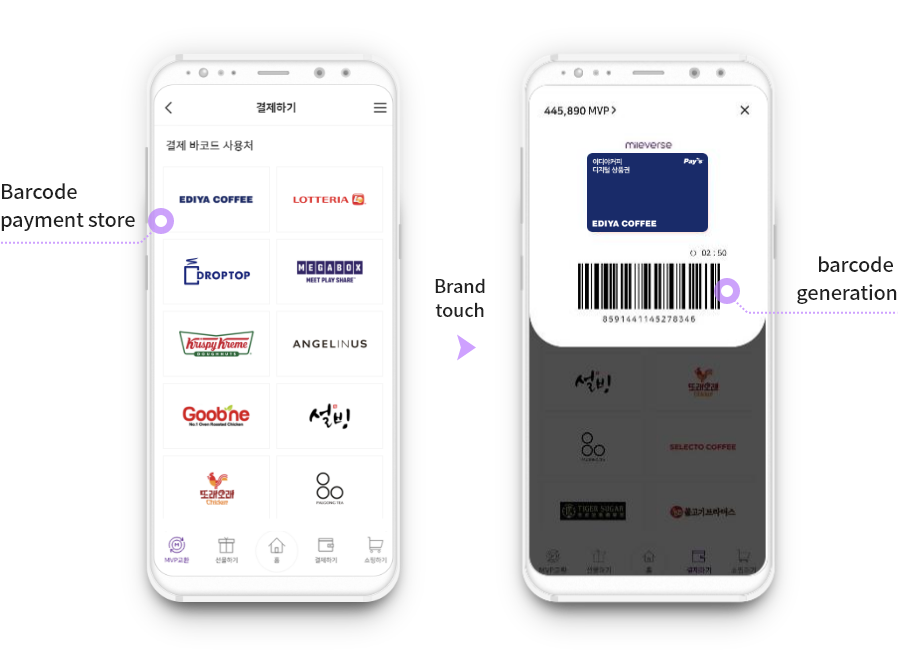 Barcode
payment store
결제하기
결제 바코드 사용처
EDIYA COFFEE
LOTTERIA
DROPTOP
MEGABOX
MEET PLAY SHARE
Krispy Kreme
DOUGHNUTS
ANGELINUS
Goobne
No.1 Oven Roasted Chicken
설빙
또래오래
Chicken
PALGONG TEA
MVP교환
선물하기
홈
결제하기
쇼핑하기
Brand
touch
445,890 MVP
mileverse
이디야커피
디지털 상품권
Pay's
EDIYA COFFEE
02 : 50
8591441145278346
barcode
generation
설빙
또래오래
Chicken
SELECTO COFFEE
TIGER SUGAR
불고기브라더스
MVP교환
선물하기
홈
결제하기
쇼핑하기